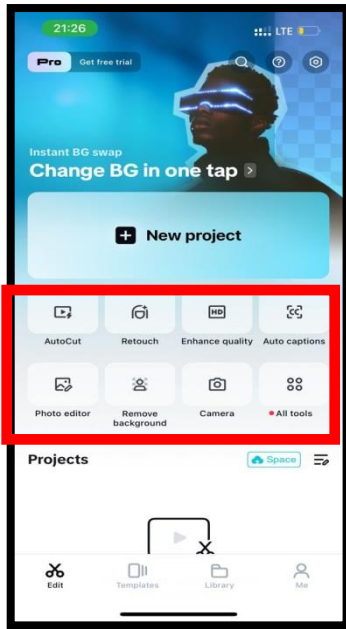 21:26
LTE
Pro Get free trial
Instant BG swap
Change BG in one tap
New project
HD
CC
AutoCut
Retouch
Enhance quality
Auto captions
Photo editor
Remove
background
Camera
All tools
Projects
Space
Edit
Templates
Library
Me